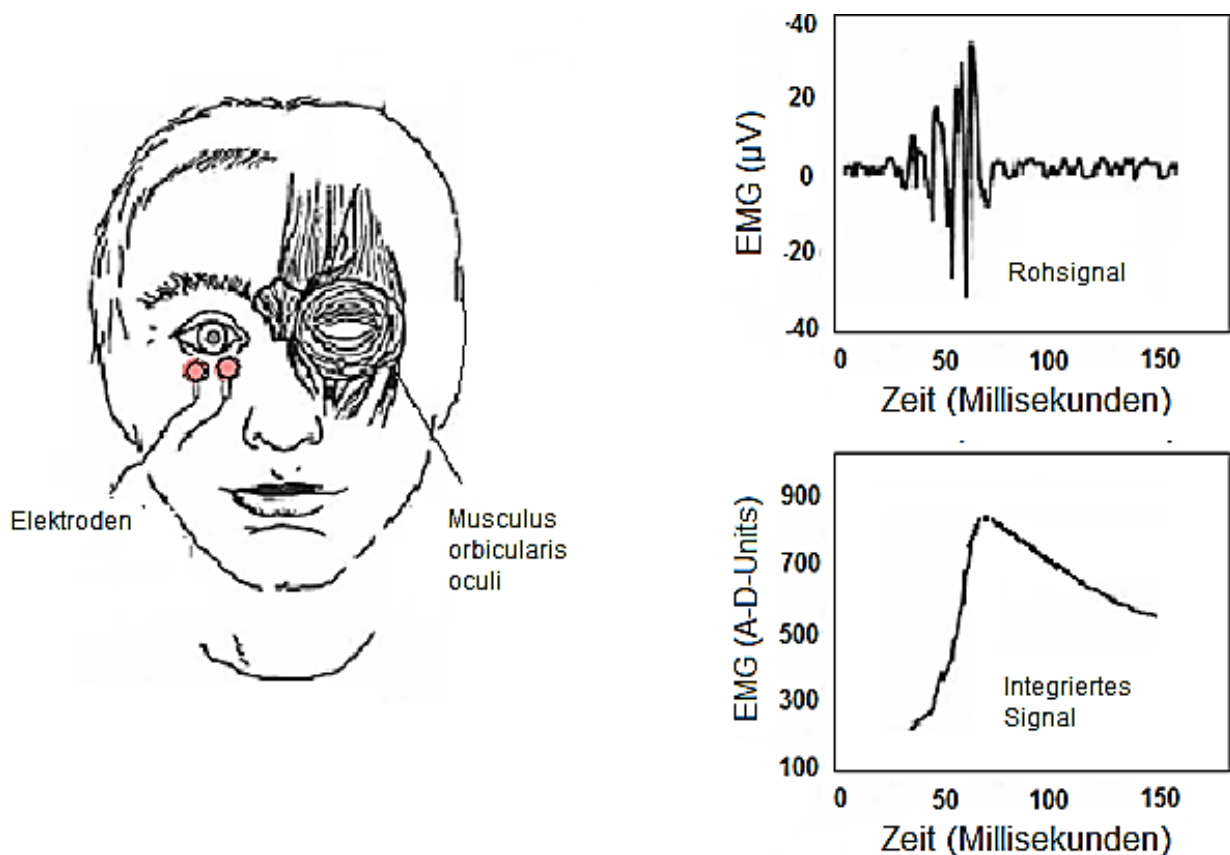 Elektroden
Musculus
orbicularis
oculi
EMG (µV)
-40
20
0
-20
-40
Rohsignal
0 50 100 150
Zeit (Millisekunden)
EMG (A-D-Units)
900
700
500
300
100
Integriertes
Signal
0 50 100 150
Zeit (Millisekunden)